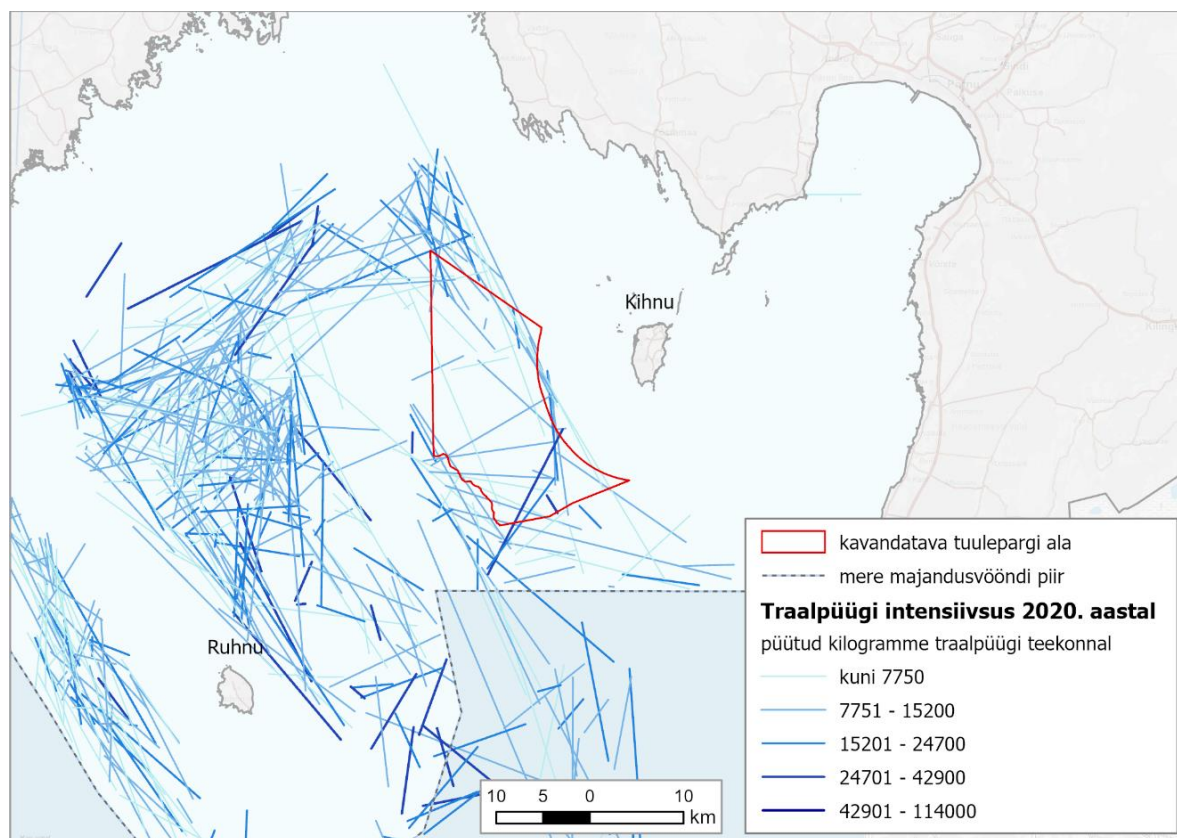 Kihnu
Ruhnu
kavandatava tuulepargi ala
mere majandusvööndi piir
Traalpüügi intensiivsus 2020. aastal
püütud kilogramme traalpüügi teekonnal
kuni 7750
7751 - 15200
15201 - 24700
24701 - 42900
42901 - 114000
10 5 0 10
km